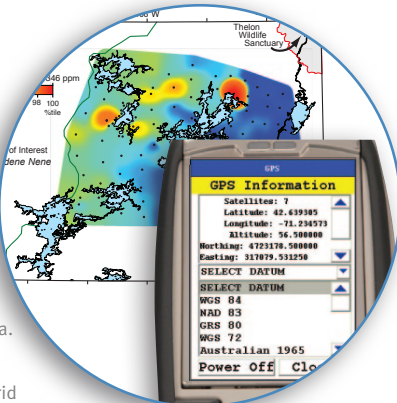 Thelon
Wildlife
Sanctuary
346 ppm
98 100
%tile
of Interest
dene Nene
GPS
GPS Information
Satellites: 7
Latitude: 42.639305
Longitude: -71.234573
Altitude: 56.500000
Northing: 4723178.500000
Easting: 317079.531250
SELECT DATUM
SELECT DATUM
WGS 84
NAD 83
GRS 80
WGS 72
Australian 1965
Power Off Clo
a.
rid